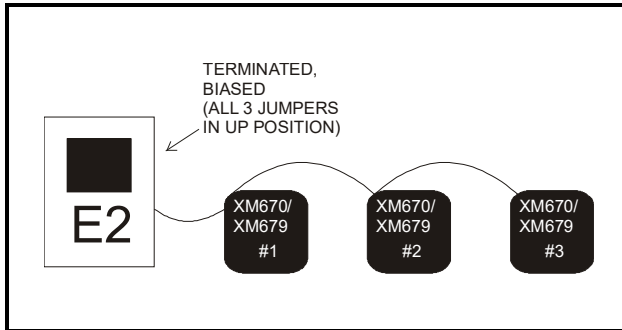 TERMINATED,
BIASED
(ALL 3 JUMPERS
IN UP POSITION)
E2
XM670/
XM679
#1
XM670/
XM679
#2
XM670/
XM679
#3